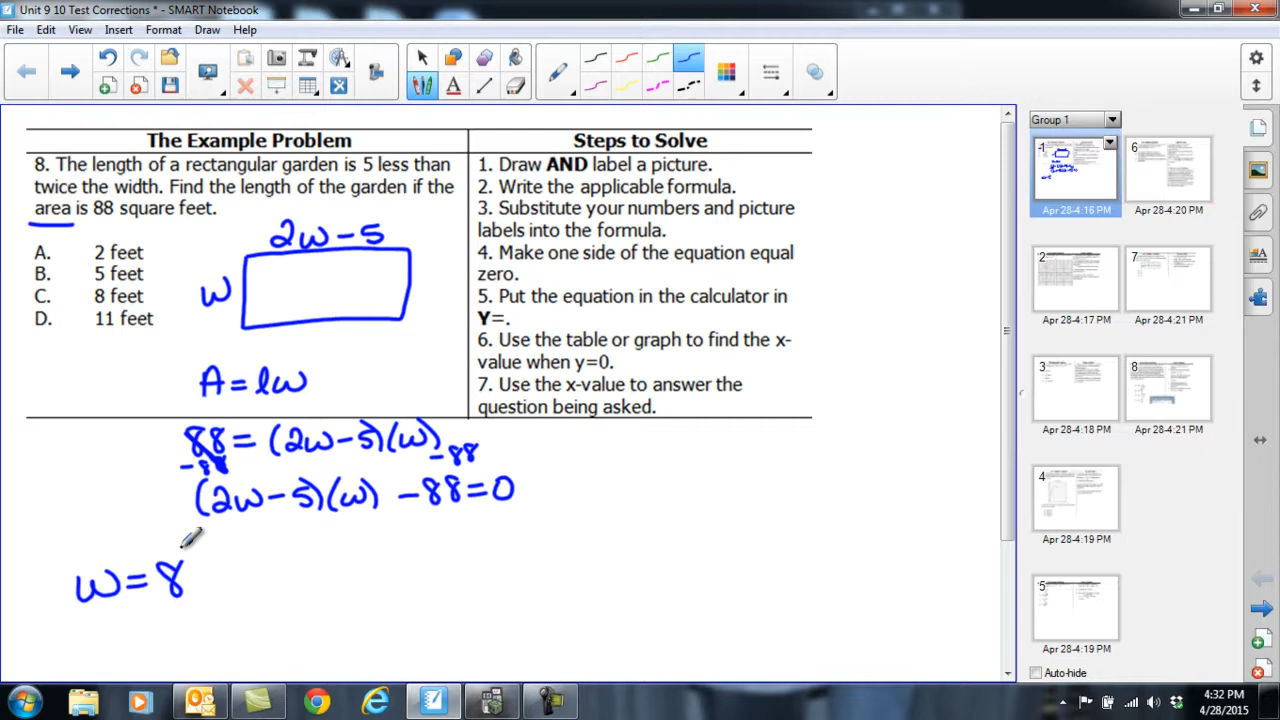 Unit 9 10 Test Corrections * - SMART Notebook
File Edit View Insert Format Draw Help
The Example Problem
8. The length of a rectangular garden is 5 less than
twice the width. Find the length of the garden if the
area is 88 square feet.
A. 2 feet
B. 5 feet
C. 8 feet
D. 11 feet
2w - 5
w
A = lw
88 = (2w - 5)(w)
-88 -88
(2w - 5)(w) - 88 = 0
w = 8
Steps to Solve
1. Draw AND label a picture.
2. Write the applicable formula.
3. Substitute your numbers and picture
labels into the formula.
4. Make one side of the equation equal
zero.
5. Put the equation in the calculator in
Y=.
6. Use the table or graph to find the x-
value when y=0.
7. Use the x-value to answer the
question being asked.
Group 1
1
Apr 28-4:16 PM
6
Apr 28-4:20 PM
2
Apr 28-4:17 PM
7
Apr 28-4:21 PM
3
Apr 28-4:18 PM
8
Apr 28-4:21 PM
4
Apr 28-4:19 PM
5
Apr 28-4:19 PM
Auto-hide
4:32 PM
4/28/2015